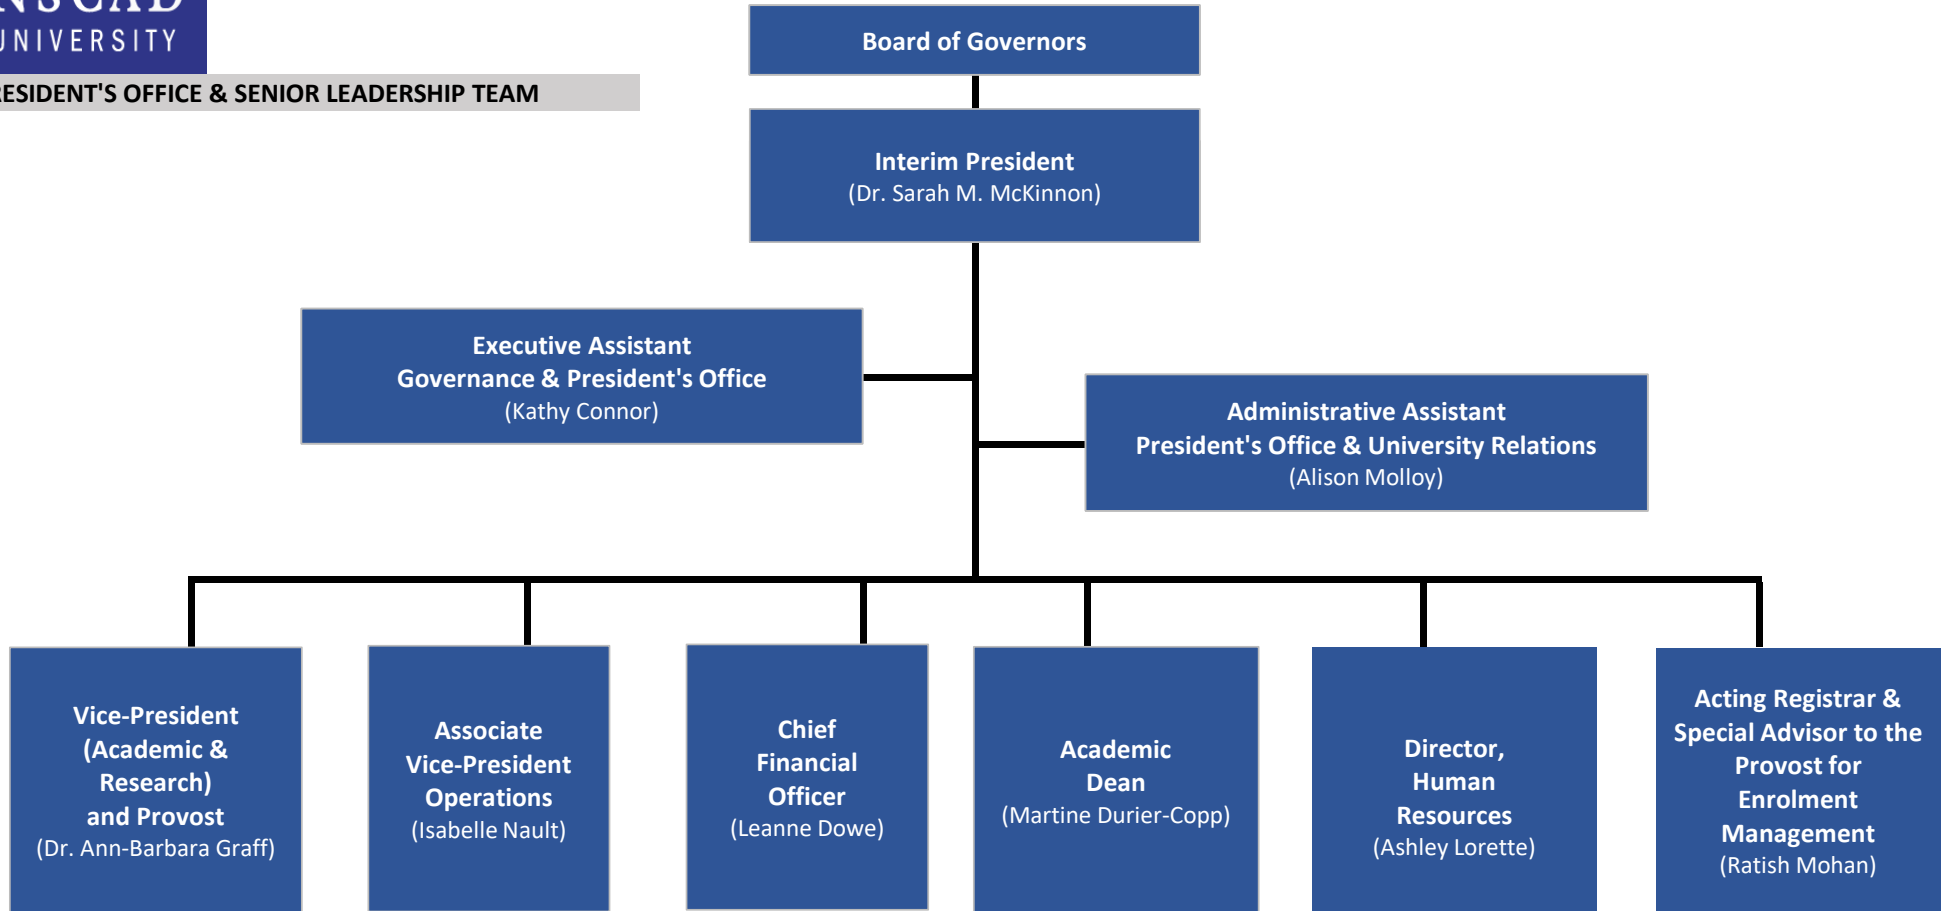 NSCAD
UNIVERSITY
RESIDENT'S OFFICE & SENIOR LEADERSHIP TEAM
Board of Governors
Interim President
(Dr. Sarah M. McKinnon)
Executive Assistant
Governance & President's Office
(Kathy Connor)
Administrative Assistant
President's Office & University Relations
(Alison Molloy)
Vice-President
(Academic &
Research)
and Provost
(Dr. Ann-Barbara Graff)
Associate
Vice-President
Operations
(Isabelle Nault)
Chief
Financial
Officer
(Leanne Dowe)
Academic
Dean
(Martine Durier-Copp)
Director,
Human
Resources
(Ashley Lorette)
Acting Registrar &
Special Advisor to the
Provost for
Enrolment
Management
(Ratish Mohan)